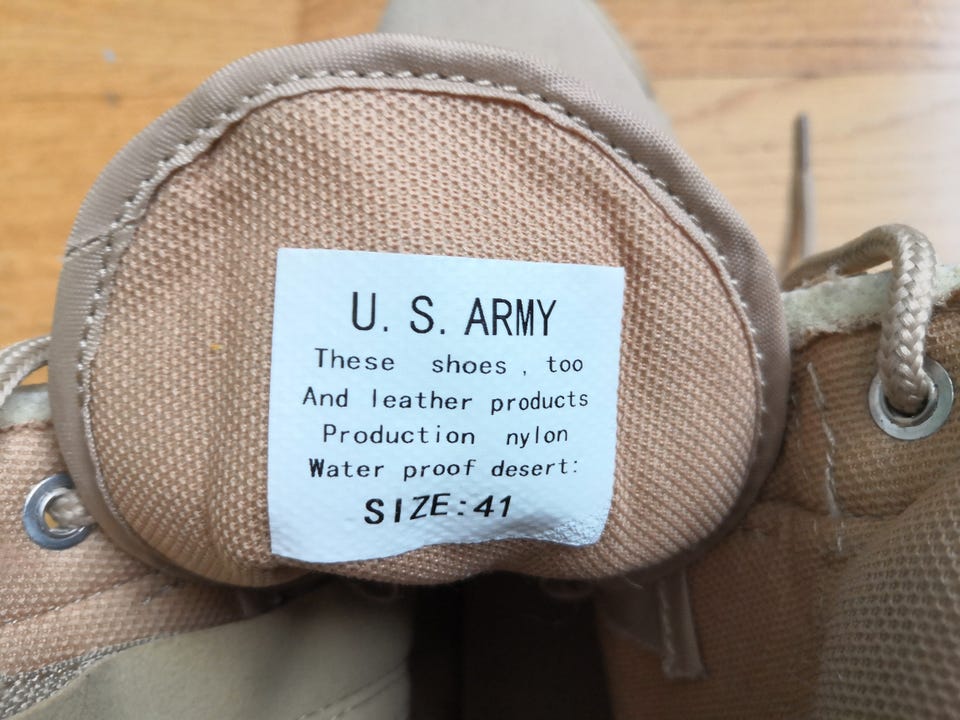 U. S. ARMY
These shoes , too
And leather products
Production nylon
Water proof desert:
SIZE:41